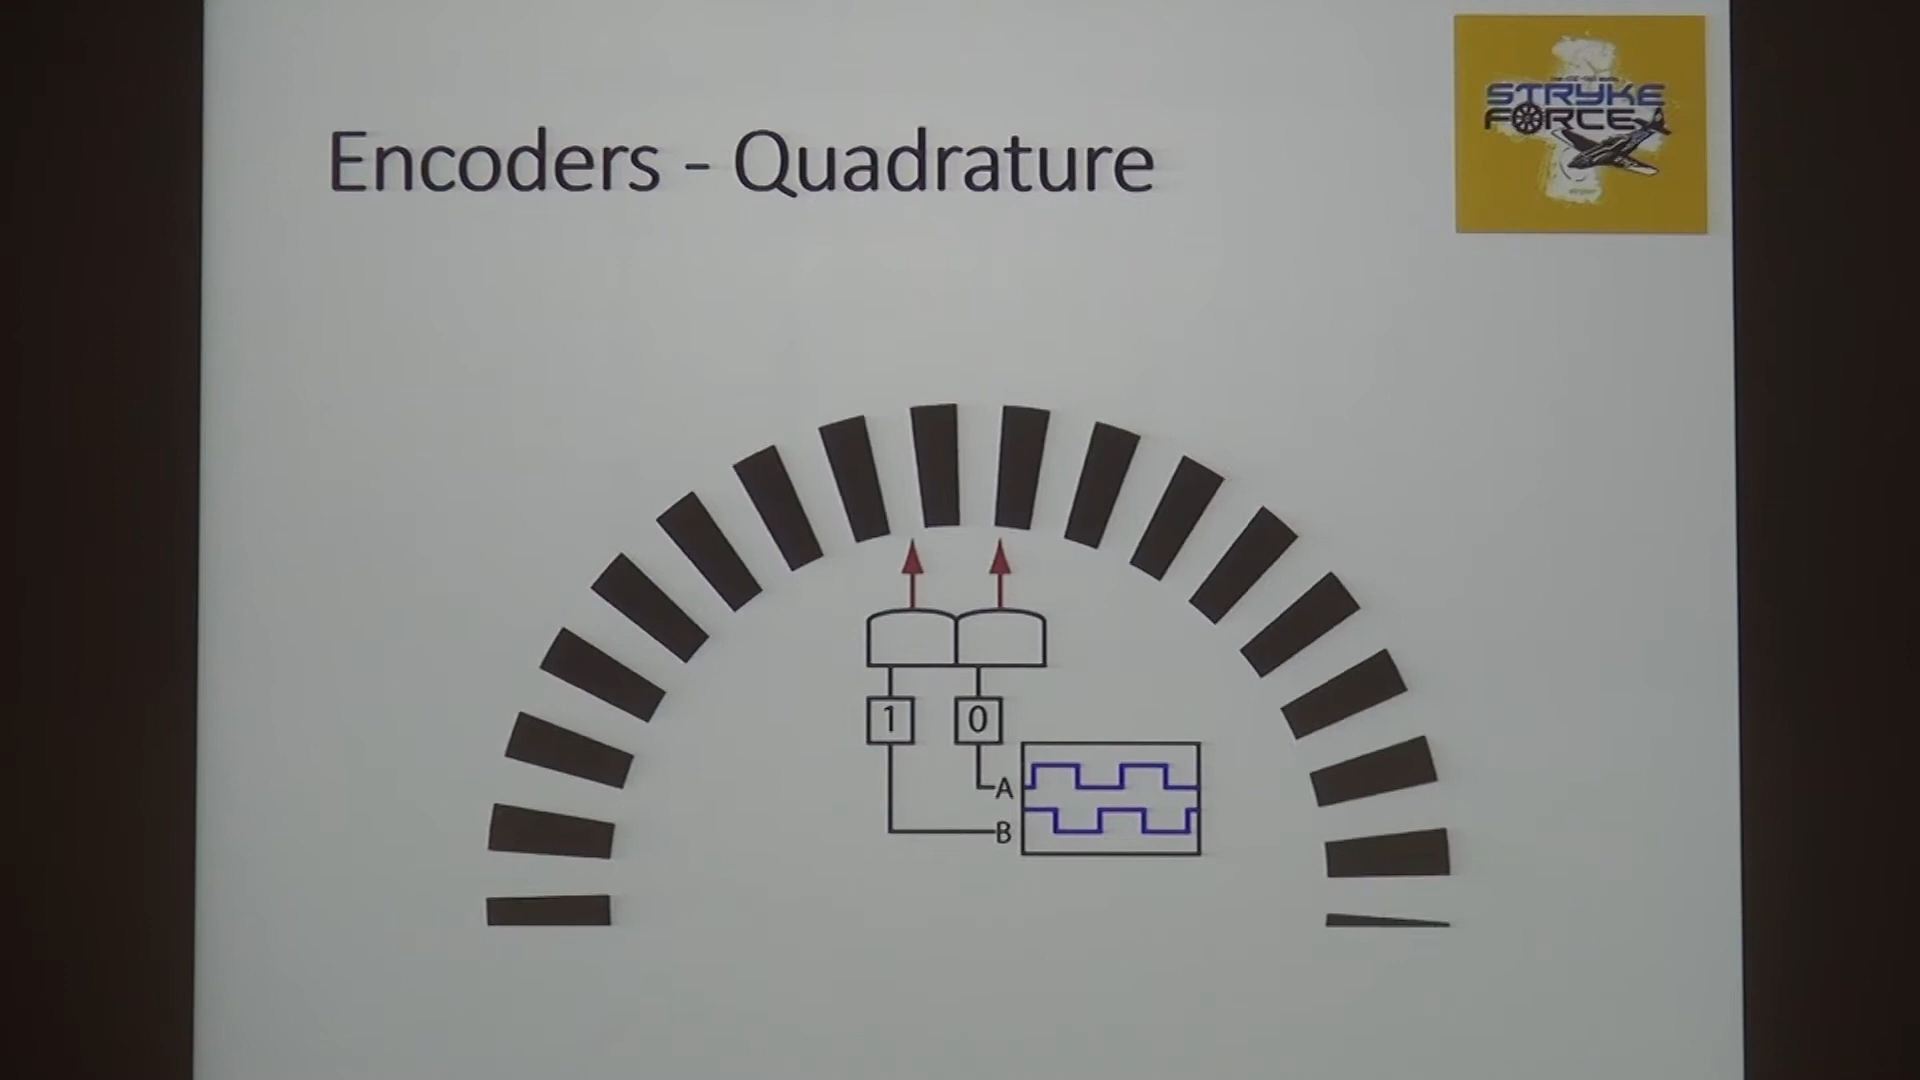 Encoders - Quadrature
STRYKE
FORCE
1 0
A
B